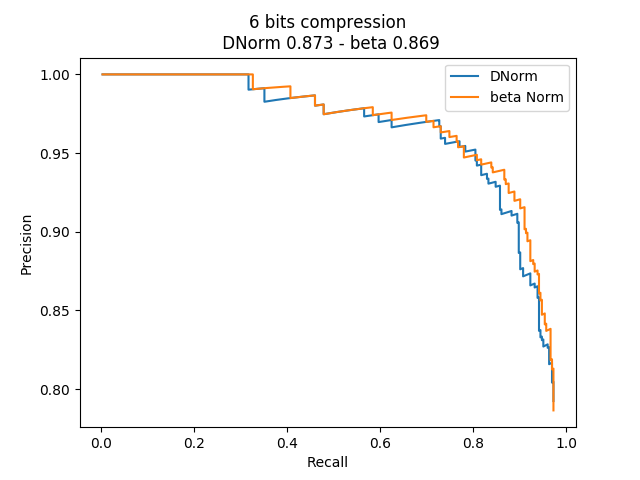 6 bits compression
DNorm 0.873 - beta 0.869
DNorm
beta Norm
1.00
0.95
0.90
0.85
0.80
Precision
0.0 0.2 0.4 0.6 0.8 1.0
Recall